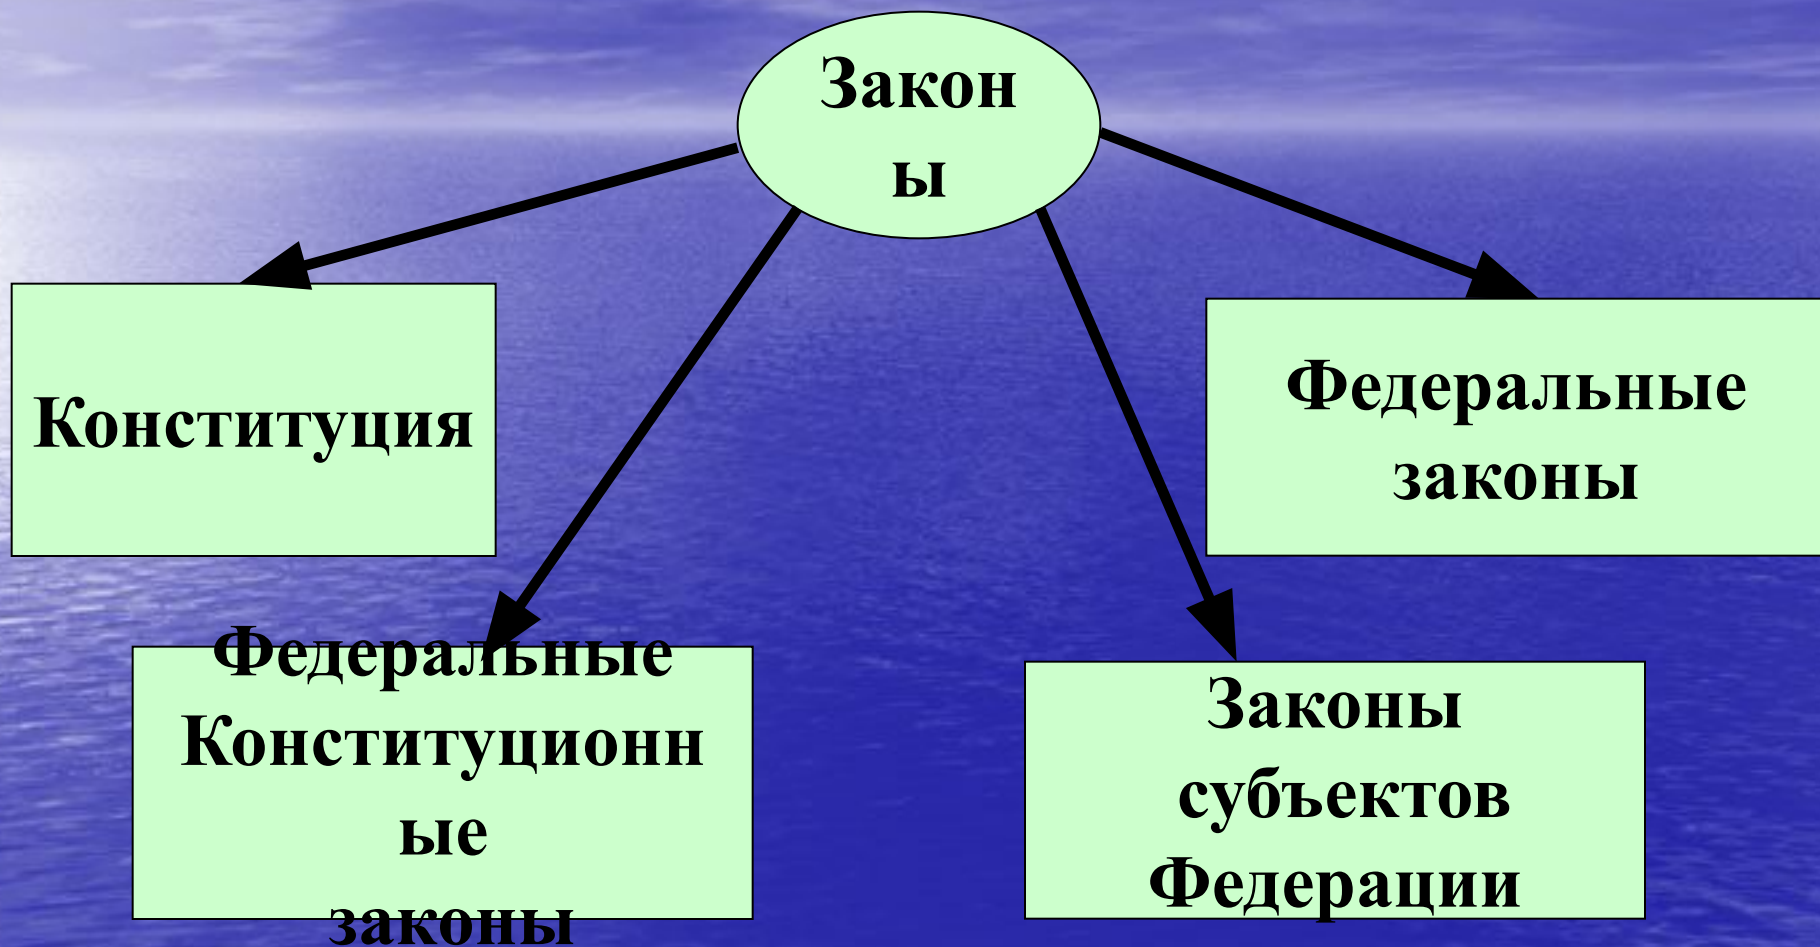 Закон
ы
Конституция
Федеральные
законы
Федеральные
Конституционн
ые
законы
Законы
субъектов
Федерации